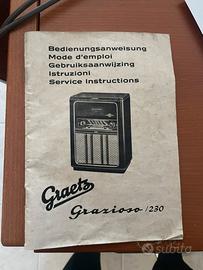 Bedienungsanweisung
Mode d'emploi
Gebruiksaanwijzing
Istruzioni
Service instructions
Graetz
Grazioso/230
subito